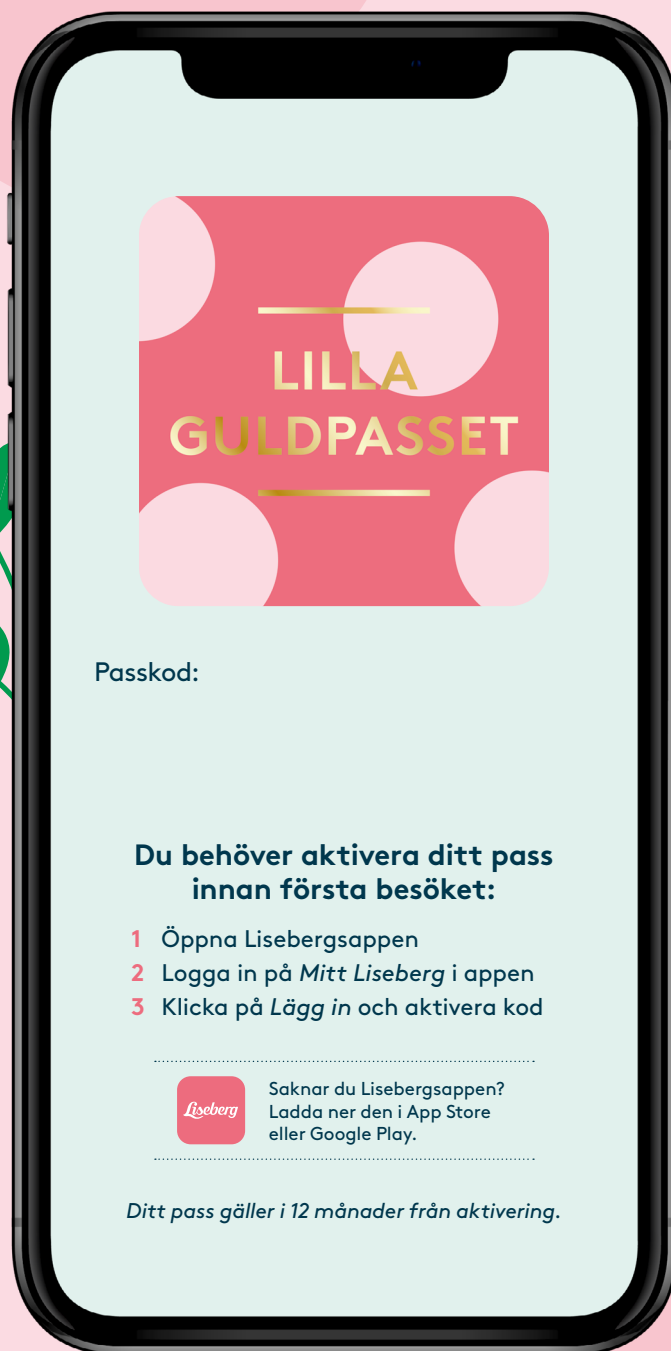 LILLA
GULDPASSET
Passkod:
Du behöver aktivera ditt pass
innan första besöket:
1 Öppna Lisebergsappen
2 Logga in på Mitt Liseberg i appen
3 Klicka på Lägg in och aktivera kod
Liseberg
Saknar du Lisebergsappen?
Ladda ner den i App Store
eller Google Play.
Ditt pass gäller i 12 månader från aktivering.